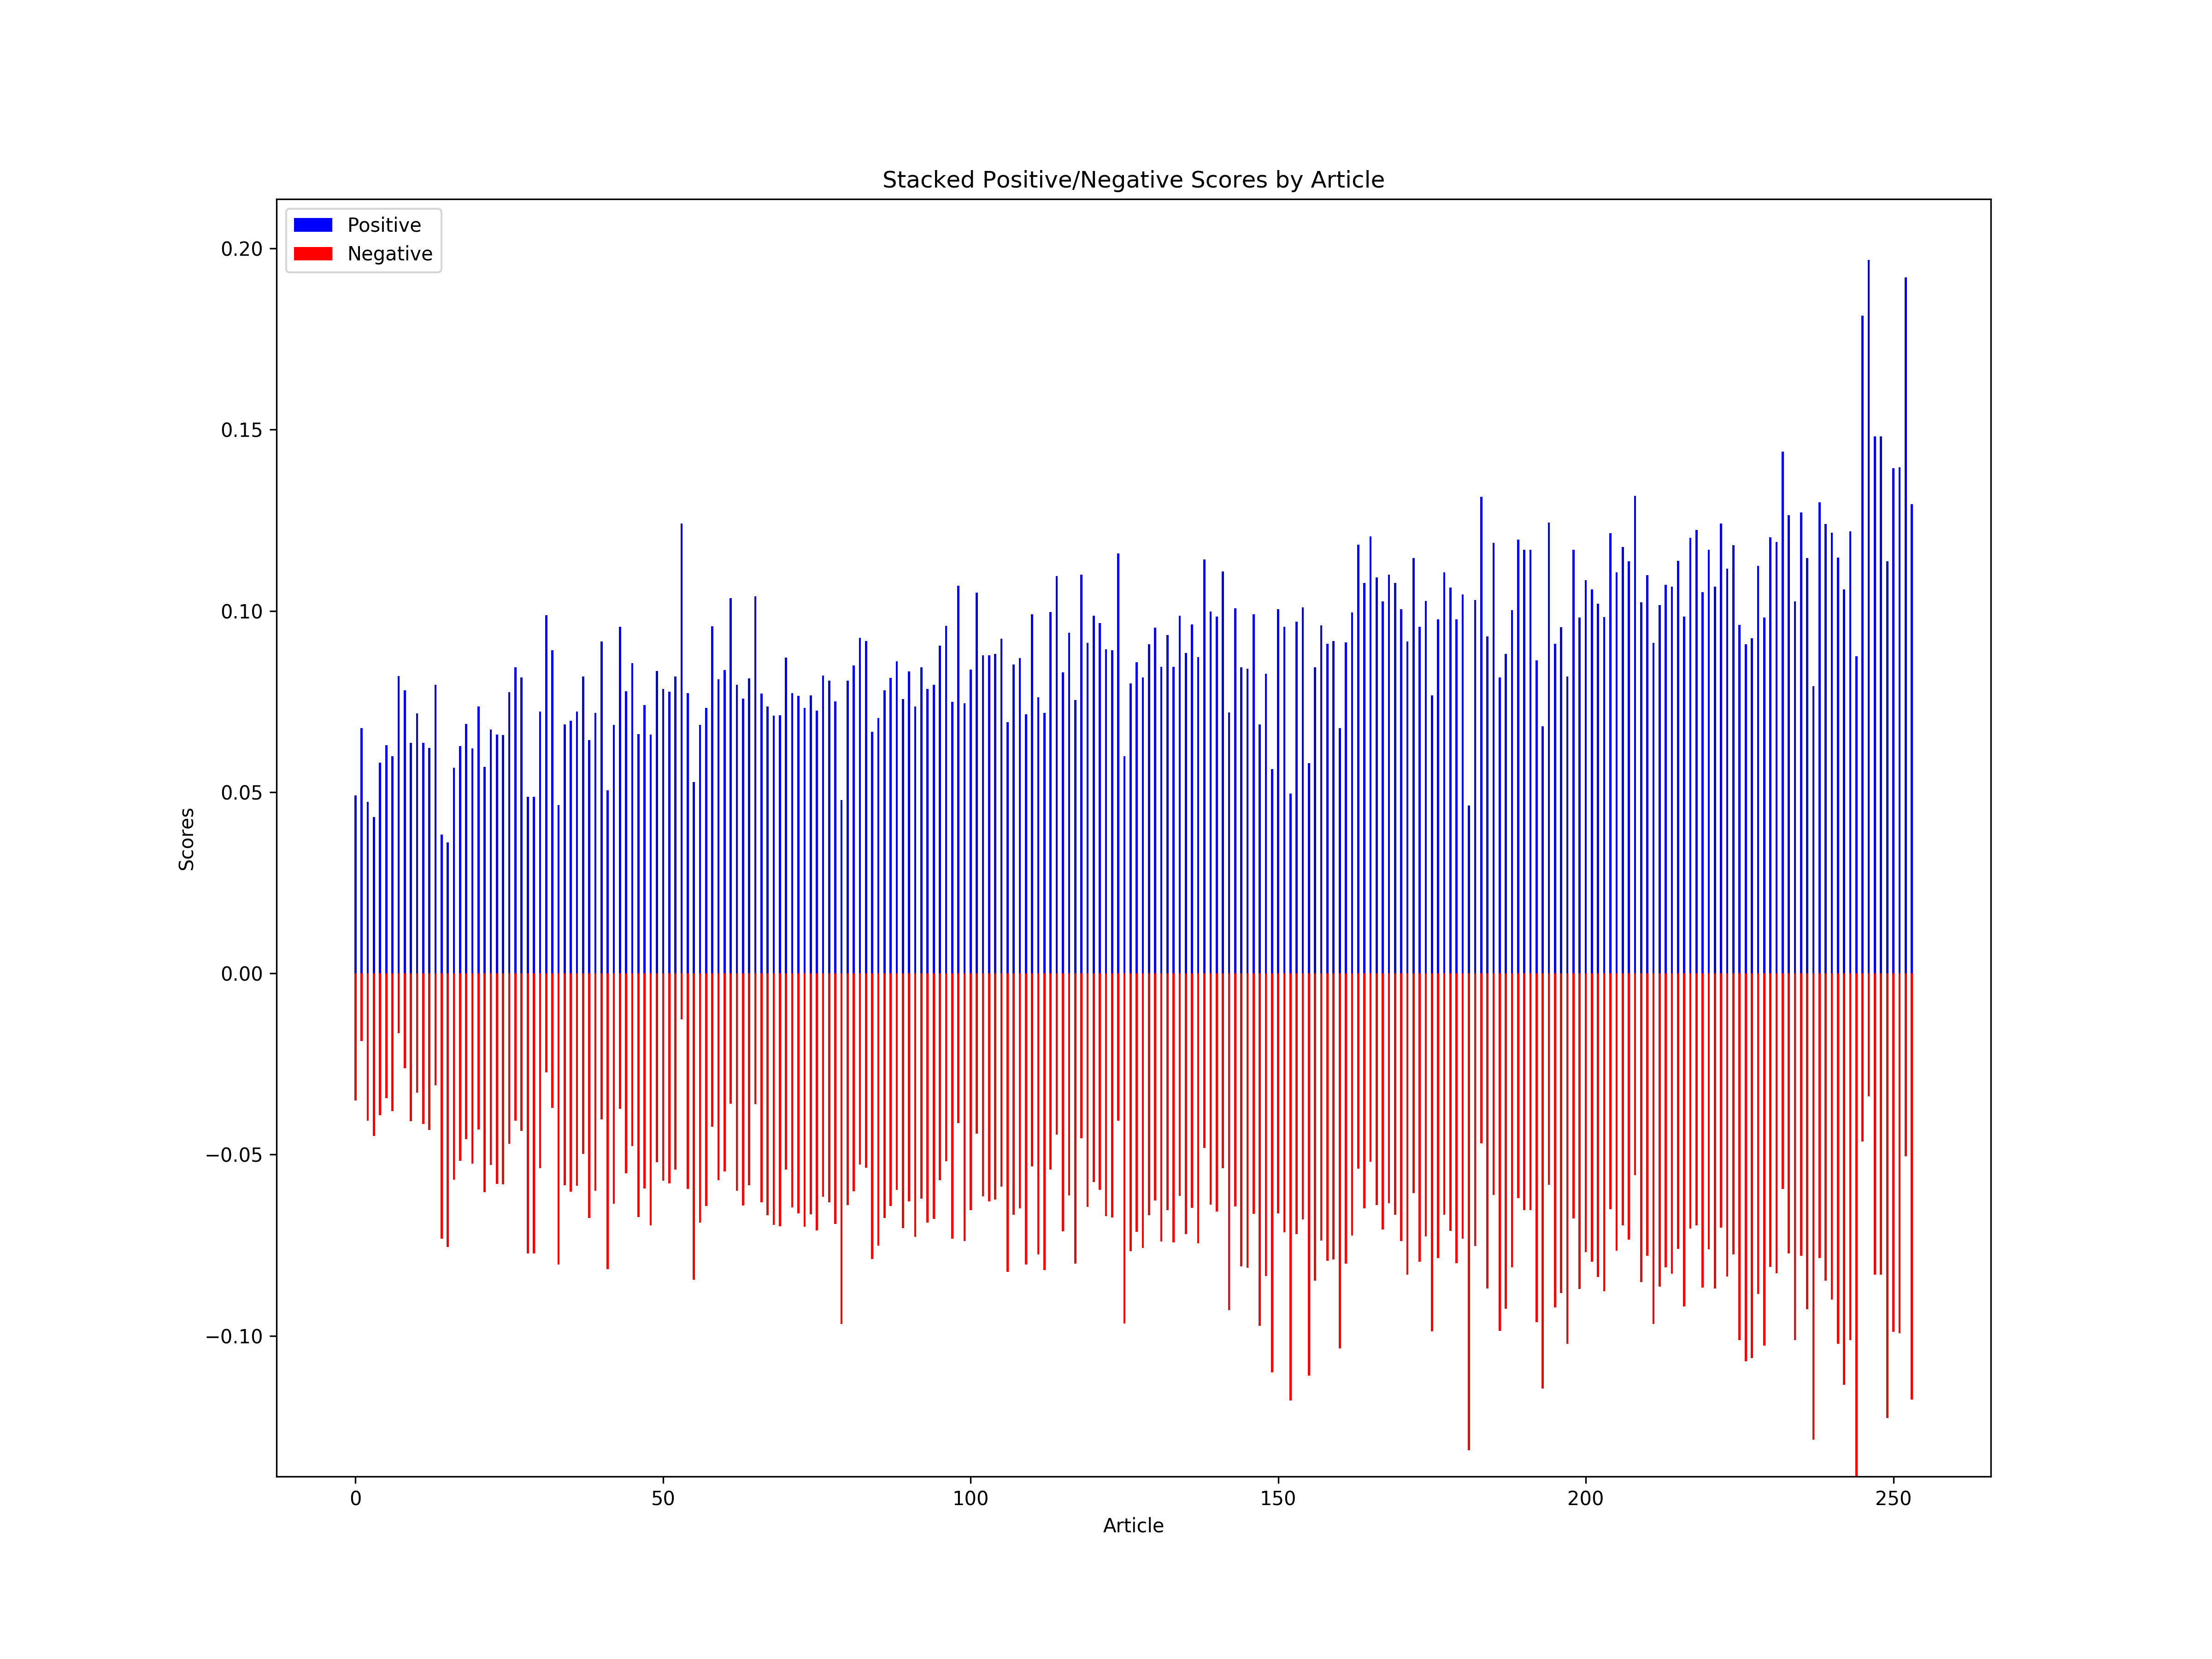 Stacked Positive/Negative Scores by Article
Positive
Negative
0.20
0.15
0.10
0.05
0.00
−0.05
−0.10
Scores
0 50 100 150 200 250
Article